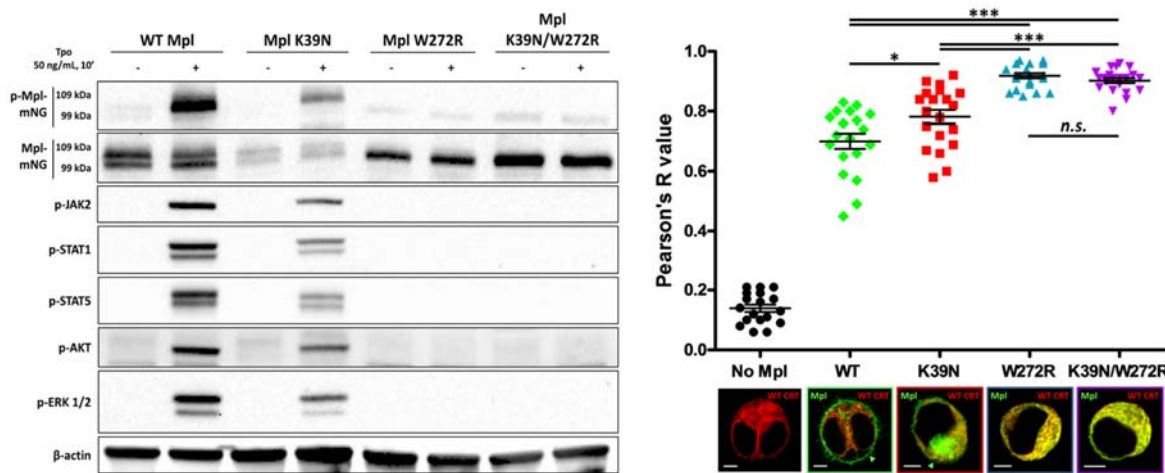 WT Mpl Mpl K39N Mpl W272R Mpl
K39N/W272R
Tpo
50 ng/mL, 10'
- + - + - + - +
p-Mpl-
mNG
109 kDa
99 kDa
Mpl-
mNG
109 kDa
99 kDa
p-JAK2
p-STAT1
p-STAT5
p-AKT
p-ERK 1/2
β-actin
***
***
*
n.s.
Pearson's R value
1.0
0.8
0.6
0.4
0.2
0.0
No Mpl WT K39N W272R K39N/W272R
WT CRT
Mpl WT CRT
Mpl WT CRT
Mpl WT CRT
Mpl WT CRT